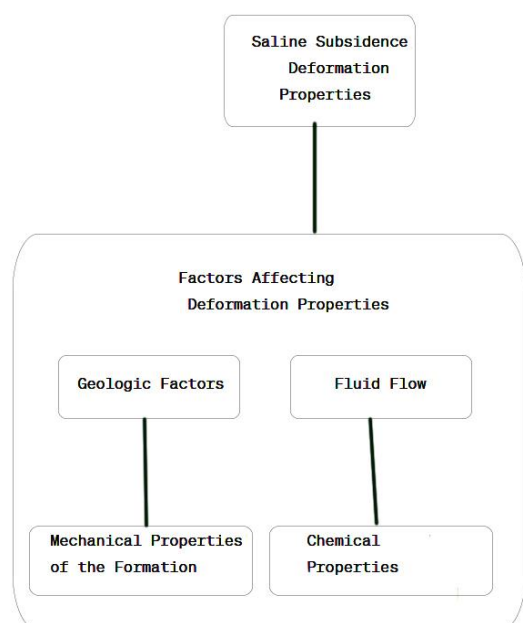 Saline Subsidence
Deformation
Properties
Factors Affecting
Deformation Properties
Geologic Factors
Fluid Flow
Mechanical Properties
of the Formation
Chemical
Properties